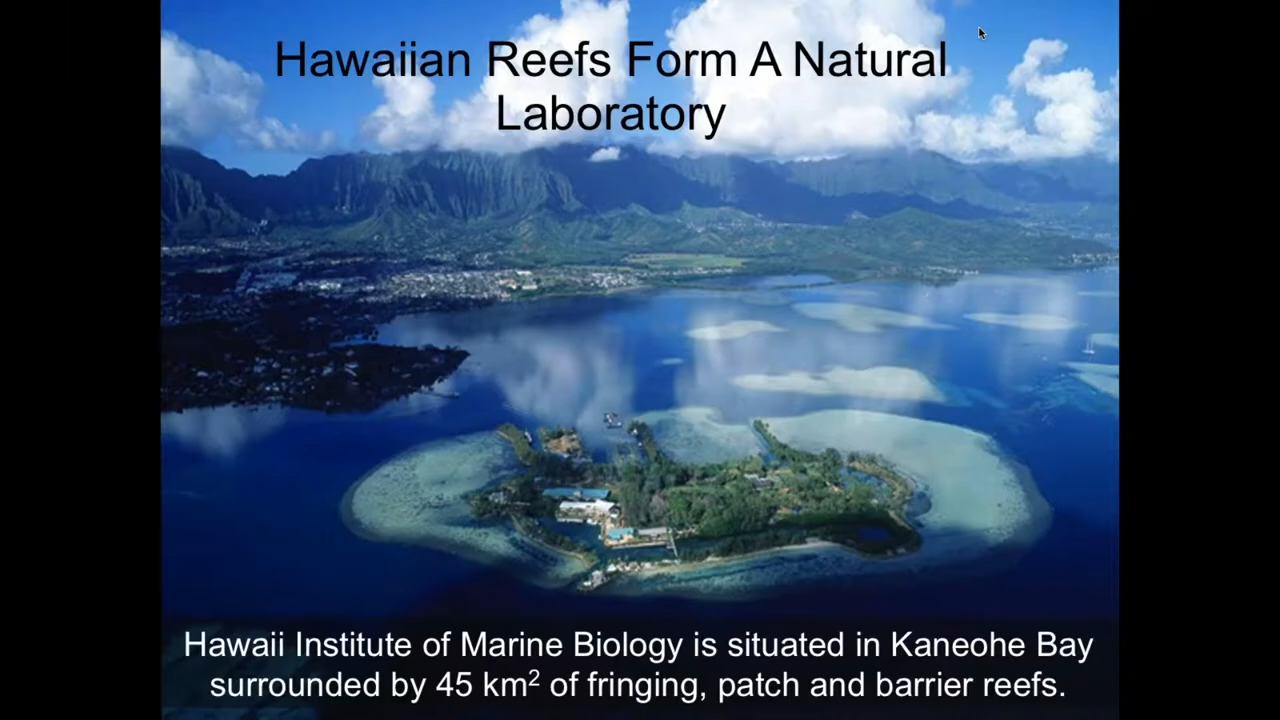 Hawaiian Reefs Form A Natural
Laboratory
Hawaii Institute of Marine Biology is situated in Kaneohe Bay
surrounded by 45 km² of fringing, patch and barrier reefs.